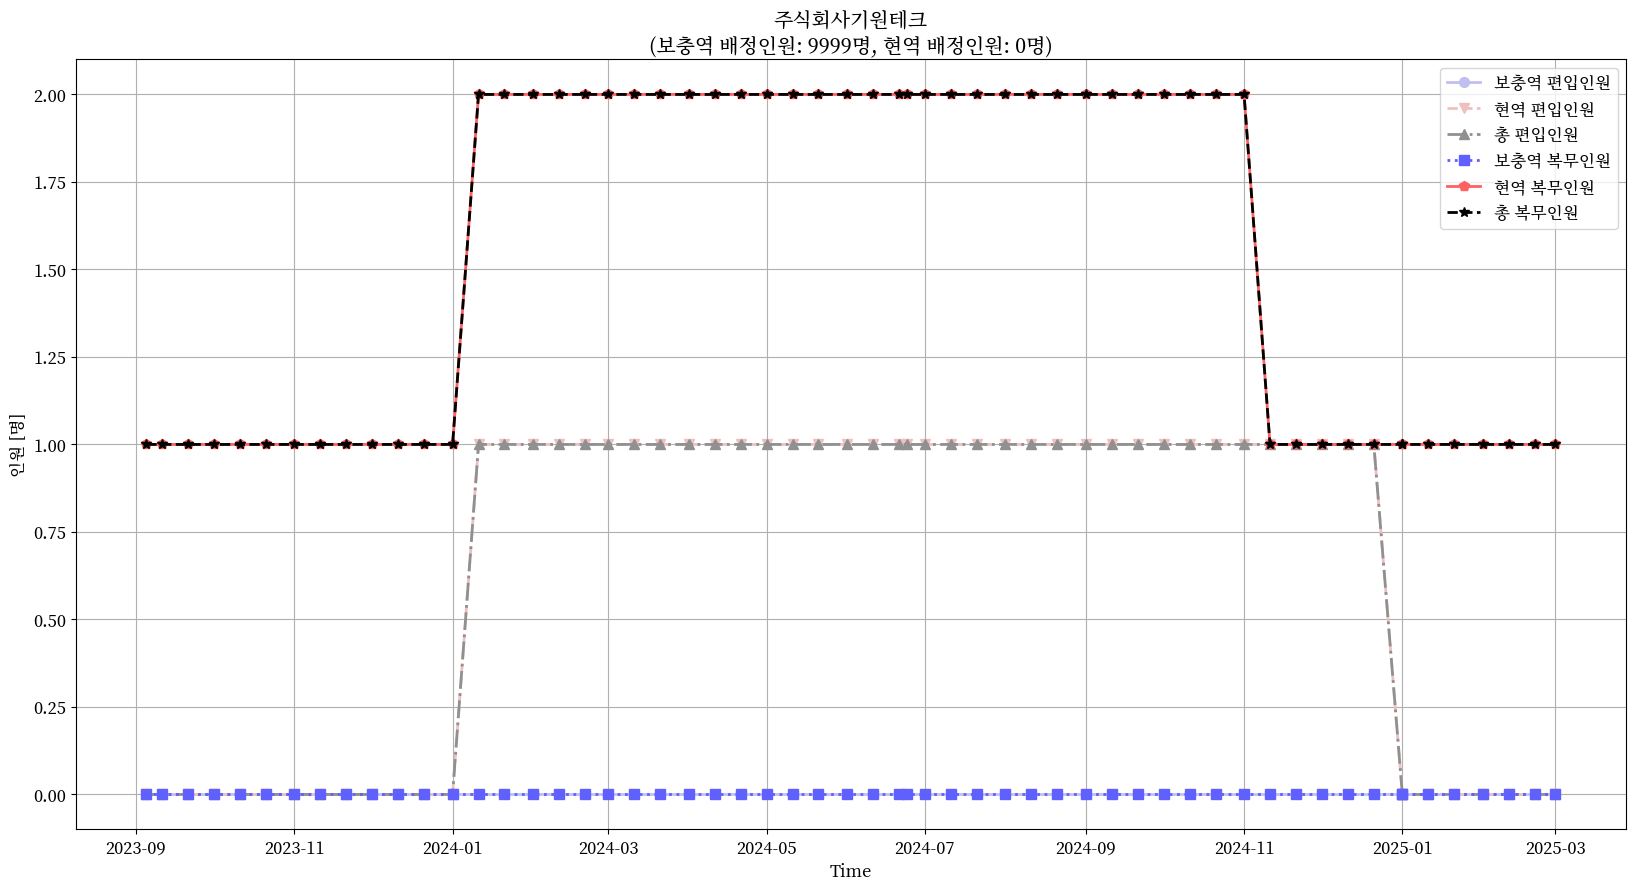 주식회사기원테크
(보충역 배정인원: 9999명, 현역 배정인원: 0명)
보충역 편입인원
현역 편입인원
총 편입인원
보충역 복무인원
현역 복무인원
총 복무인원
2.00
1.75
1.50
1.25
1.00
0.75
0.50
0.25
0.00
인원 [명]
2023-09
2023-11
2024-01
2024-03
2024-05
2024-07
2024-09
2024-11
2025-01
2025-03
Time